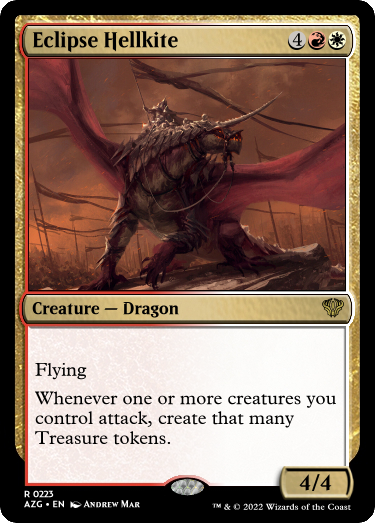 Eclipse Hellkite 4
Creature — Dragon
Flying
Whenever one or more creatures you
control attack, create that many
Treasure tokens.
4/4
R 0223
AZG • EN Andrew Mar
™ & © 2022 Wizards of the Coast